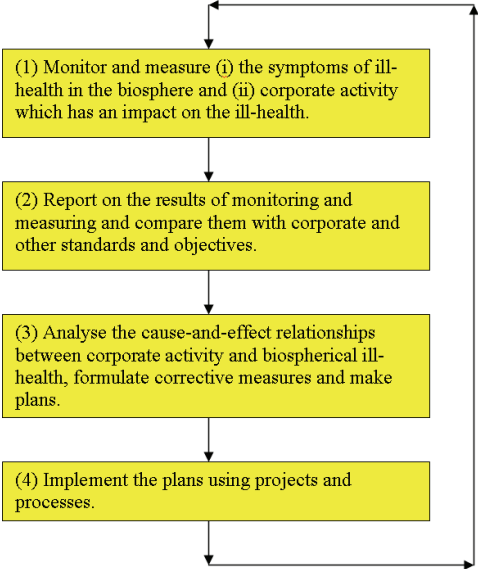 (1) Monitor and measure (i) the symptoms of ill-
health in the biosphere and (ii) corporate activity
which has an impact on the ill-health.
(2) Report on the results of monitoring and
measuring and compare them with corporate and
other standards and objectives.
(3) Analyse the cause-and-effect relationships
between corporate activity and biospherical ill-
health, formulate corrective measures and make
plans.
(4) Implement the plans using projects and
processes.